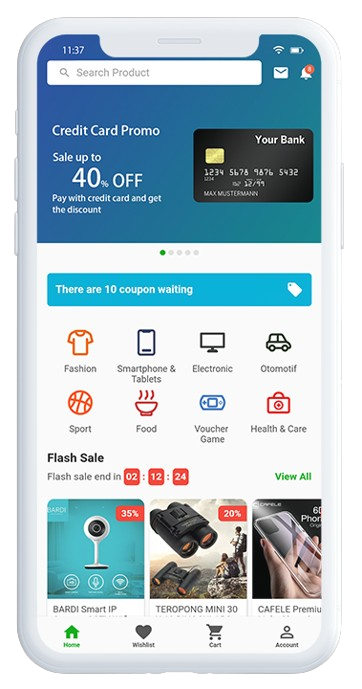 11:37
Search Product
8
Credit Card Promo
Sale up to
40% OFF
Pay with credit card and get
the discount
Your Bank
1234 5678 9876 5432
1234
12/99
MAX MUSTERMANN
There are 10 coupon waiting
Fashion
Smartphone &
Tablets
Electronic
Otomotif
Sport
Food
Voucher
Game
Health & Care
Flash Sale
Flash sale end in 02 : 12 : 24
View All
BARDI
35%
20%
CAFELE
BARDI Smart IP
TEROPONG MINI 30
CAFELE Premiu
Home
Wishlist
Cart
Account